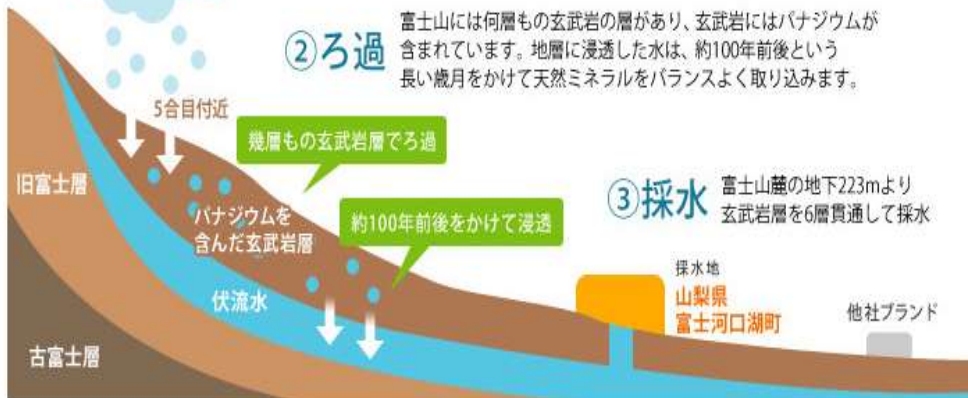 ②ろ過
富士山には何層もの玄武岩の層があり、玄武岩にはバナジウムが
含まれています。地層に浸透した水は、約100年前後という
長い歳月をかけて天然ミネラルをバランスよく取り込みます。
5合目付近
幾層もの玄武岩層でろ過
旧富士層
バナジウムを
含んだ玄武岩層
約100年前後をかけて浸透
③採水
富士山麓の地下223mより
玄武岩層を6層貫通して採水
伏流水
採水地
山梨県
富士河口湖町
他社ブランド
古富士層